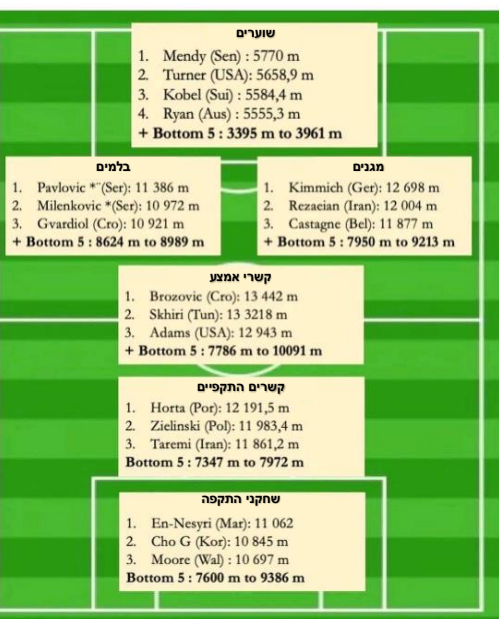 שוערים
1. Mendy (Sen) : 5770 m
2. Turner (USA): 5658,9 m
3. Kobel (Sui) : 5584,4 m
4. Ryan (Aus) : 5555,3 m
+ Bottom 5 : 3395 m to 3961 m
בלמים
1. Pavlovic *¨(Ser): 11 386 m
2. Milenkovic *(Ser): 10 972 m
3. Gvardiol (Cro): 10 921 m
+ Bottom 5 : 8624 m to 8989 m
מגנים
1. Kimmich (Ger): 12 698 m
2. Rezaeian (Iran): 12 004 m
3. Castagne (Bel): 11 877 m
+ Bottom 5 : 7950 m to 9213 m
קשרי אמצע
1. Brozovic (Cro): 13 442 m
2. Skhiri (Tun): 13 3218 m
3. Adams (USA): 12 943 m
+ Bottom 5 : 7786 m to 10091 m
קשרים התקפיים
1. Horta (Por): 12 191,5 m
2. Zielinski (Pol): 11 983,4 m
3. Taremi (Iran): 11 861,2 m
Bottom 5 : 7347 m to 7972 m
שחקני התקפה
1. En-Nesyri (Mar): 11 062
2. Cho G (Kor): 10 845 m
3. Moore (Wal) : 10 697 m
Bottom 5 : 7600 m to 9386 m